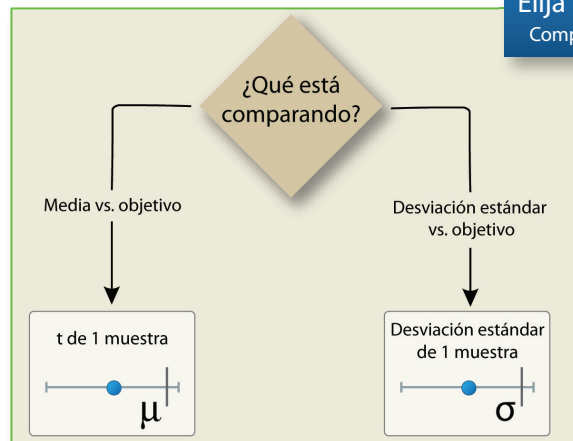 Elija
¿Qué está
comparando?
Media vs. objetivo
Desviación estándar
vs. objetivo
t de 1 muestra
μ
Desviación estándar
de 1 muestra
σ